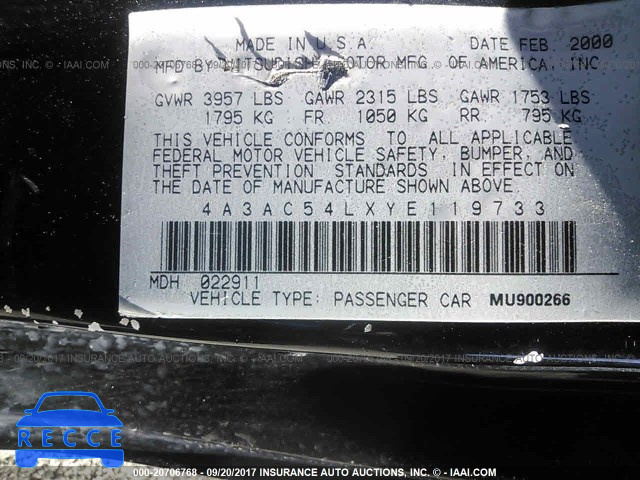 MADE IN U.S.A. DATE FEB. 2000
MFD BY MITSUBISHI MOTOR MFG. OF AMERICA, INC
GVWR 3957 LBS GAWR 2315 LBS GAWR 1753 LBS
1795 KG FR. 1050 KG RR. 795 KG
THIS VEHICLE CONFORMS TO ALL APPLICABLE
FEDERAL MOTOR VEHICLE SAFETY, BUMPER, AND
THEFT PREVENTION STANDARDS IN EFFECT ON
THE DATE OF MANUFACTURE SHOWN ABOVE.
4A3AC54LXYE119733
MDH 022911
VEHICLE TYPE: PASSENGER CAR MU900266
RECCE
000-20706768 - 09/20/2017 INSURANCE AUTO AUCTIONS, INC. - © - IAAI.COM